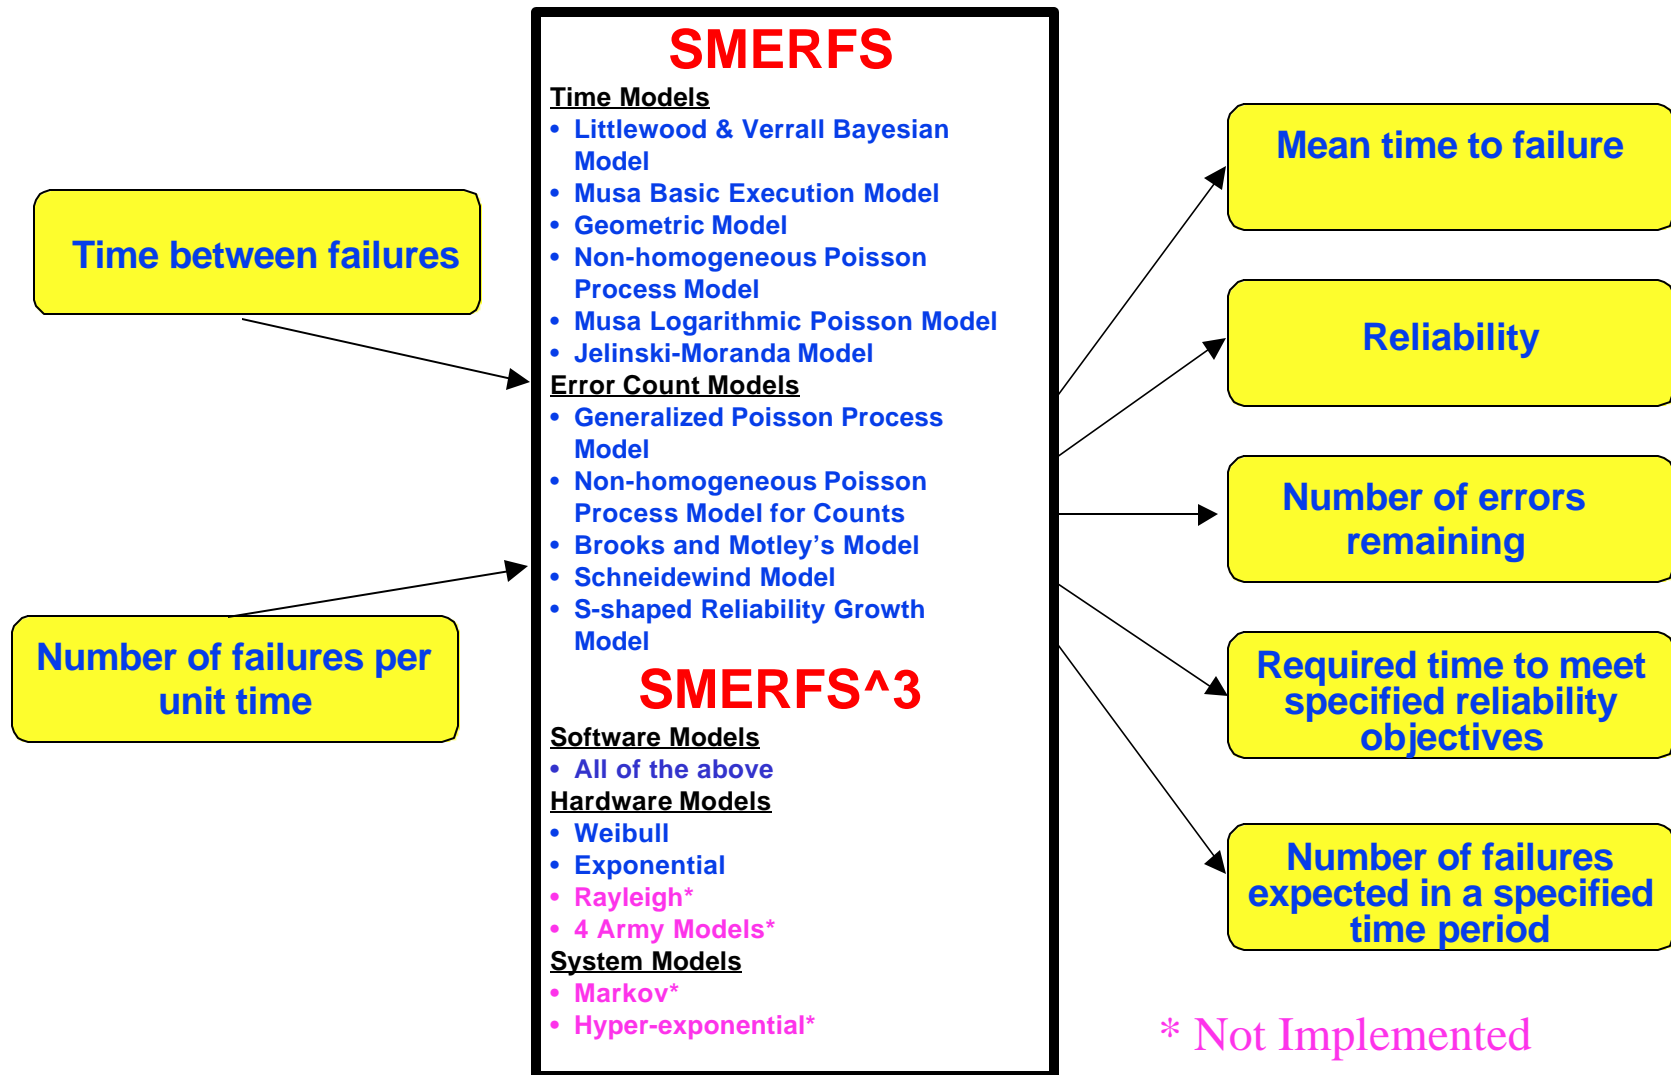 Time between failures
Number of failures per
unit time
SMERFS
Time Models
• Littlewood & Verrall Bayesian
Model
• Musa Basic Execution Model
• Geometric Model
• Non-homogeneous Poisson
Process Model
• Musa Logarithmic Poisson Model
• Jelinski-Moranda Model
Error Count Models
• Generalized Poisson Process
Model
• Non-homogeneous Poisson
Process Model for Counts
• Brooks and Motley’s Model
• Schneidewind Model
• S-shaped Reliability Growth
Model
SMERFS^3
Software Models
• All of the above
Hardware Models
• Weibull
• Exponential
• Rayleigh*
• 4 Army Models*
System Models
• Markov*
• Hyper-exponential*
Mean time to failure
Reliability
Number of errors
remaining
Required time to meet
specified reliability
objectives
Number of failures
expected in a specified
time period
* Not Implemented